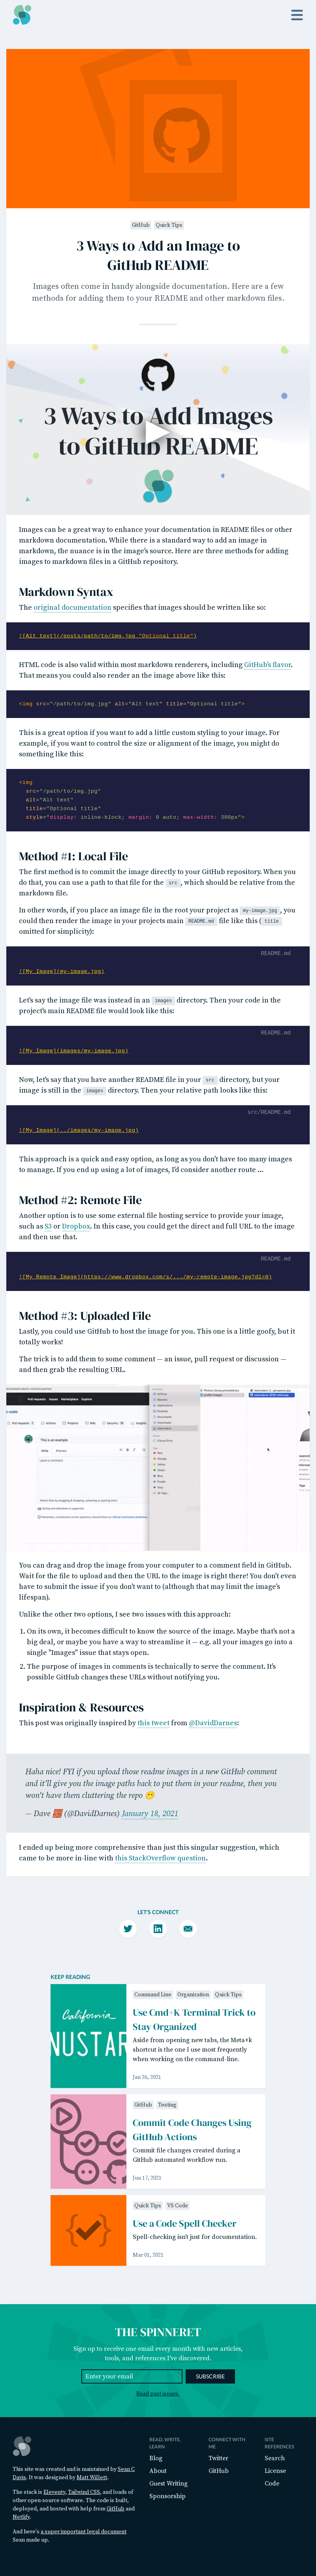 GitHub Quick Tips
3 Ways to Add an Image to
GitHub README
Images often come in handy alongside documentation. Here are a few
methods for adding them to your README and other markdown files.
3 Ways to Add Images
to GitHub README
Images can be a great way to enhance your documentation in README files or other
markdown documentation. While there is a standard way to add an image in
markdown, the nuance is in the image's source. Here are three methods for adding
images to markdown files in a GitHub repository.
Markdown Syntax
The original documentation specifies that images should be written like so:
![Alt text](/posts/path/to/img.jpg "Optional title")
HTML code is also valid within most markdown renderers, including GitHub's flavor.
That means you could also render an the image above like this:
<img src="/path/to/img.jpg" alt="Alt text" title="Optional title">
This is a great option if you want to add a little custom styling to your image. For
example, if you want to control the size or alignment of the image, you might do
something like this:
<img
src="/path/to/img.jpg"
alt="Alt text"
title="Optional title"
style="display: inline-block; margin: 0 auto; max-width: 300px">
Method #1: Local File
The first method is to commit the image directly to your GitHub repository. When you
do that, you can use a path to that file for the src, which should be relative from the
markdown file.
In other words, if you place an image file in the root your project as my-image.jpg, you
could then render the image in your projects main README.md file like this (title
omitted for simplicity):
README.md
![My Image](my-image.jpg)
Let's say the image file was instead in an images directory. Then your code in the
project's main README file would look like this:
README.md
![My Image](images/my-image.jpg)
Now, let's say that you have another README file in your src directory, but your
image is still in the images directory. Then your relative path looks like this:
src/README.md
![My Image](../images/my-image.jpg)
This approach is a quick and easy option, as long as you don't have too many images
to manage. If you end up using a lot of images, I'd consider another route ...
Method #2: Remote File
Another option is to use some external file hosting service to provide your image,
such as S3 or Dropbox. In this case, you could get the direct and full URL to the image
and then use that.
README.md
![My Remote Image](https://www.dropbox.com/s/.../my-remote-image.jpg?dl=0)
Method #3: Uploaded File
Lastly, you could use GitHub to host the image for you. This one is a little goofy, but it
totally works!
The trick is to add them to some comment — an issue, pull request or discussion —
and then grab the resulting URL.
This is an example
You can drag and drop the image from your computer to a comment field in GitHub.
Wait for the file to upload and then the URL to the image is right there! You don't even
have to submit the issue if you don't want to (although that may limit the image's
lifespan).
Unlike the other two options, I see two issues with this approach:
1. On its own, it becomes difficult to know the source of the image. Maybe that's not a
big deal, or maybe you have a way to streamline it — e.g. all your images go into a
single "Images" issue that stays open.
2. The purpose of images in comments is technically to serve the comment. It's
possible GitHub changes these URLs without notifying you.
Inspiration & Resources
This post was originally inspired by this tweet from @DavidDarnes:
Haha nice! FYI if you upload those readme images in a new GitHub comment
and it'll give you the image paths back to put them in your readme, then you
won't have them cluttering the repo 😬
— Dave 🧱 (@DavidDarnes) January 18, 2021
I ended up being more comprehensive than just this singular suggestion, which
came to be more in-line with this StackOverflow question.
LET'S CONNECT
KEEP READING
California
NUSTAR
Command Line Organization Quick Tips
Use Cmd+K Terminal Trick to
Stay Organized
Aside from opening new tabs, the Meta+k
shortcut is the one I use most frequently
when working on the command-line.
Jan 26, 2021
GitHub Testing
Commit Code Changes Using
GitHub Actions
Commit file changes created during a
GitHub automated workflow run.
Jun 17, 2021
Quick Tips VS Code
Use a Code Spell Checker
Spell-checking isn't just for documentation.
Mar 01, 2021
THE SPINNERET
Sign up to receive one email every month with new articles,
tools, and references I've discovered.
Enter your email
SUBSCRIBE
Read past issues.
This site was created and is maintained by Sean C
Davis. It was designed by Matt Willett.
The stack is Eleventy, Tailwind CSS, and loads of
other open-source software. The code is built,
deployed, and hosted with help from GitHub and
Netlify.
And here's a super important legal document
Sean made up.
READ, WRITE,
LEARN
Blog
About
Guest Writing
Sponsorship
CONNECT WITH
ME
Twitter
GitHub
SITE
REFERENCES
Search
License
Code